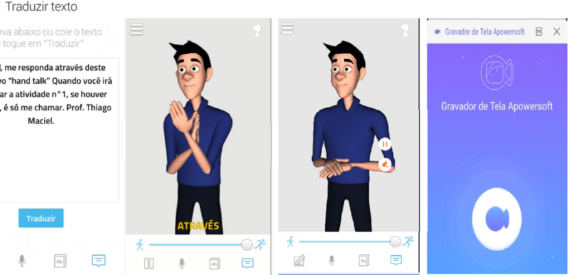 Traduzir texto
eva abaixo ou cole o texto
toque em "Traduzir"
, me responda através deste
vo "hand talk" Quando você irá
ar a atividade n°1, se houver
, é só me chamar. Prof. Thiago
Maciel.
Traduzir
ATRAVÉS
Gravador de Tela Apowersoft
Gravador de Tela Apowersoft